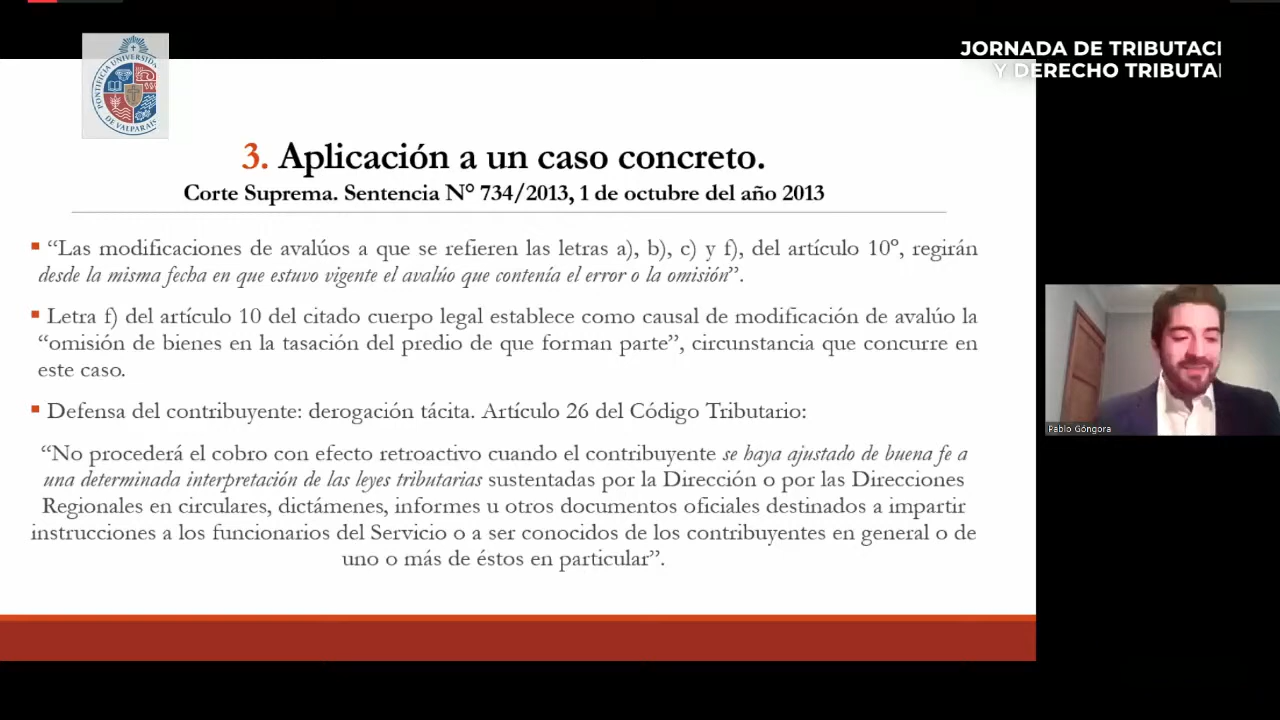 JORNADA DE TRIBUTACI
Y DERECHO TRIBUTAI
PONTIFICIA UNIVERSIDA
DE VALPARAIS
3. Aplicación a un caso concreto.
Corte Suprema. Sentencia N° 734/2013, 1 de octubre del año 2013
“Las modificaciones de avalúos a que se refieren las letras a), b), c) y f), del artículo 10º, regirán
desde la misma fecha en que estuvo vigente el avalúo que contenía el error o la omisión”.
Letra f) del artículo 10 del citado cuerpo legal establece como causal de modificación de avalúo la
“omisión de bienes en la tasación del predio de que forman parte”, circunstancia que concurre en
este caso.
Defensa del contribuyente: derogación tácita. Artículo 26 del Código Tributario:
“No procederá el cobro con efecto retroactivo cuando el contribuyente se haya ajustado de buena fe a
una determinada interpretación de las leyes tributarias sustentadas por la Dirección o por las Direcciones
Regionales en circulares, dictámenes, informes u otros documentos oficiales destinados a impartir
instrucciones a los funcionarios del Servicio o a ser conocidos de los contribuyentes en general o de
uno o más de éstos en particular”.
Pablo Góngora